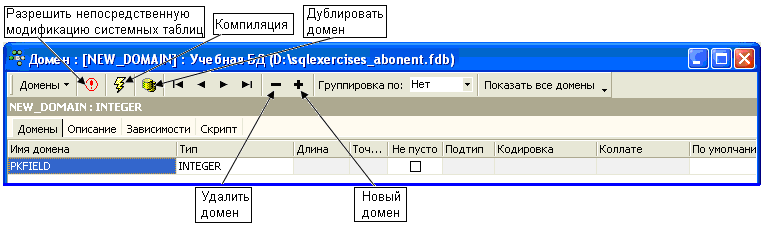 Разрешить непосредственную
модификацию системных таблиц
Компиляция
Дублировать
домен
Домен : [NEW_DOMAIN] : Учебная БД (D:\sqlexercises_abonent.fdb)
Домены Группировка по: Нет Показать все домены
NEW_DOMAIN : INTEGER
Домены Описание Зависимости Скрипт
Имя домена Тип Длина Точ... Не пусто Подтип Кодировка Коллате По умолчани
PKFIELD INTEGER
Удалить
домен
Новый
домен